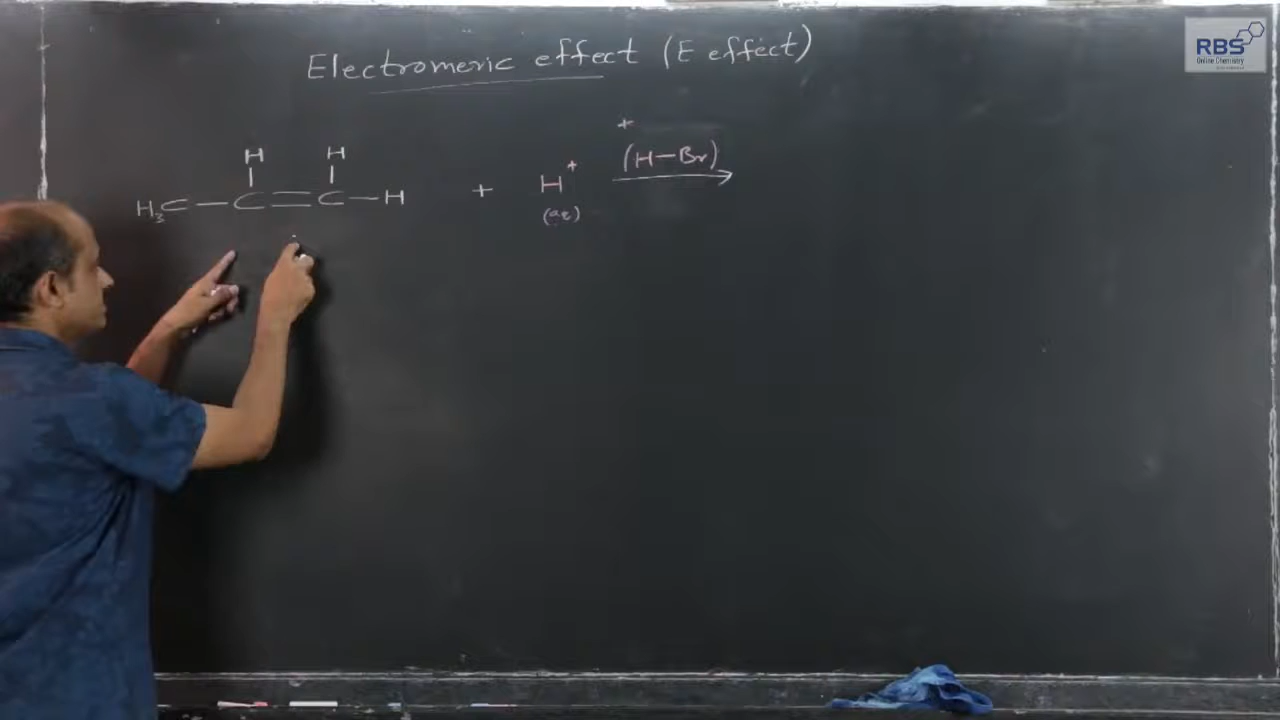 Electromeric effect (E effect)
RBS
Online Chemistry
+
H H
(H-Br)
H₃C — C = C — H + H⁺ →
(aq)